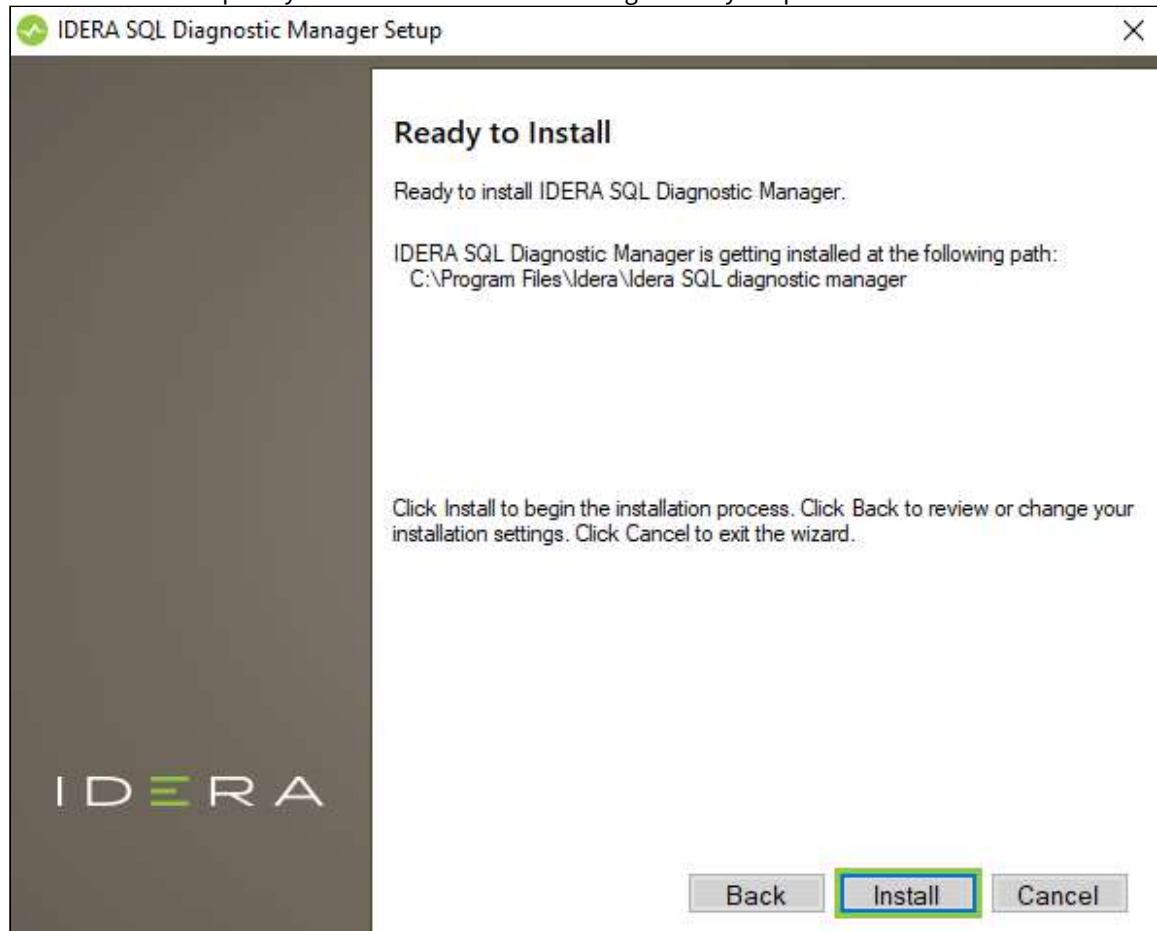 IDERA SQL Diagnostic Manager Setup
Ready to Install
Ready to install IDERA SQL Diagnostic Manager.
IDERA SQL Diagnostic Manager is getting installed at the following path:
C:\Program Files\Idera\Idera SQL diagnostic manager
Click Install to begin the installation process. Click Back to review or change your
installation settings. Click Cancel to exit the wizard.
IDERA
Back Install Cancel